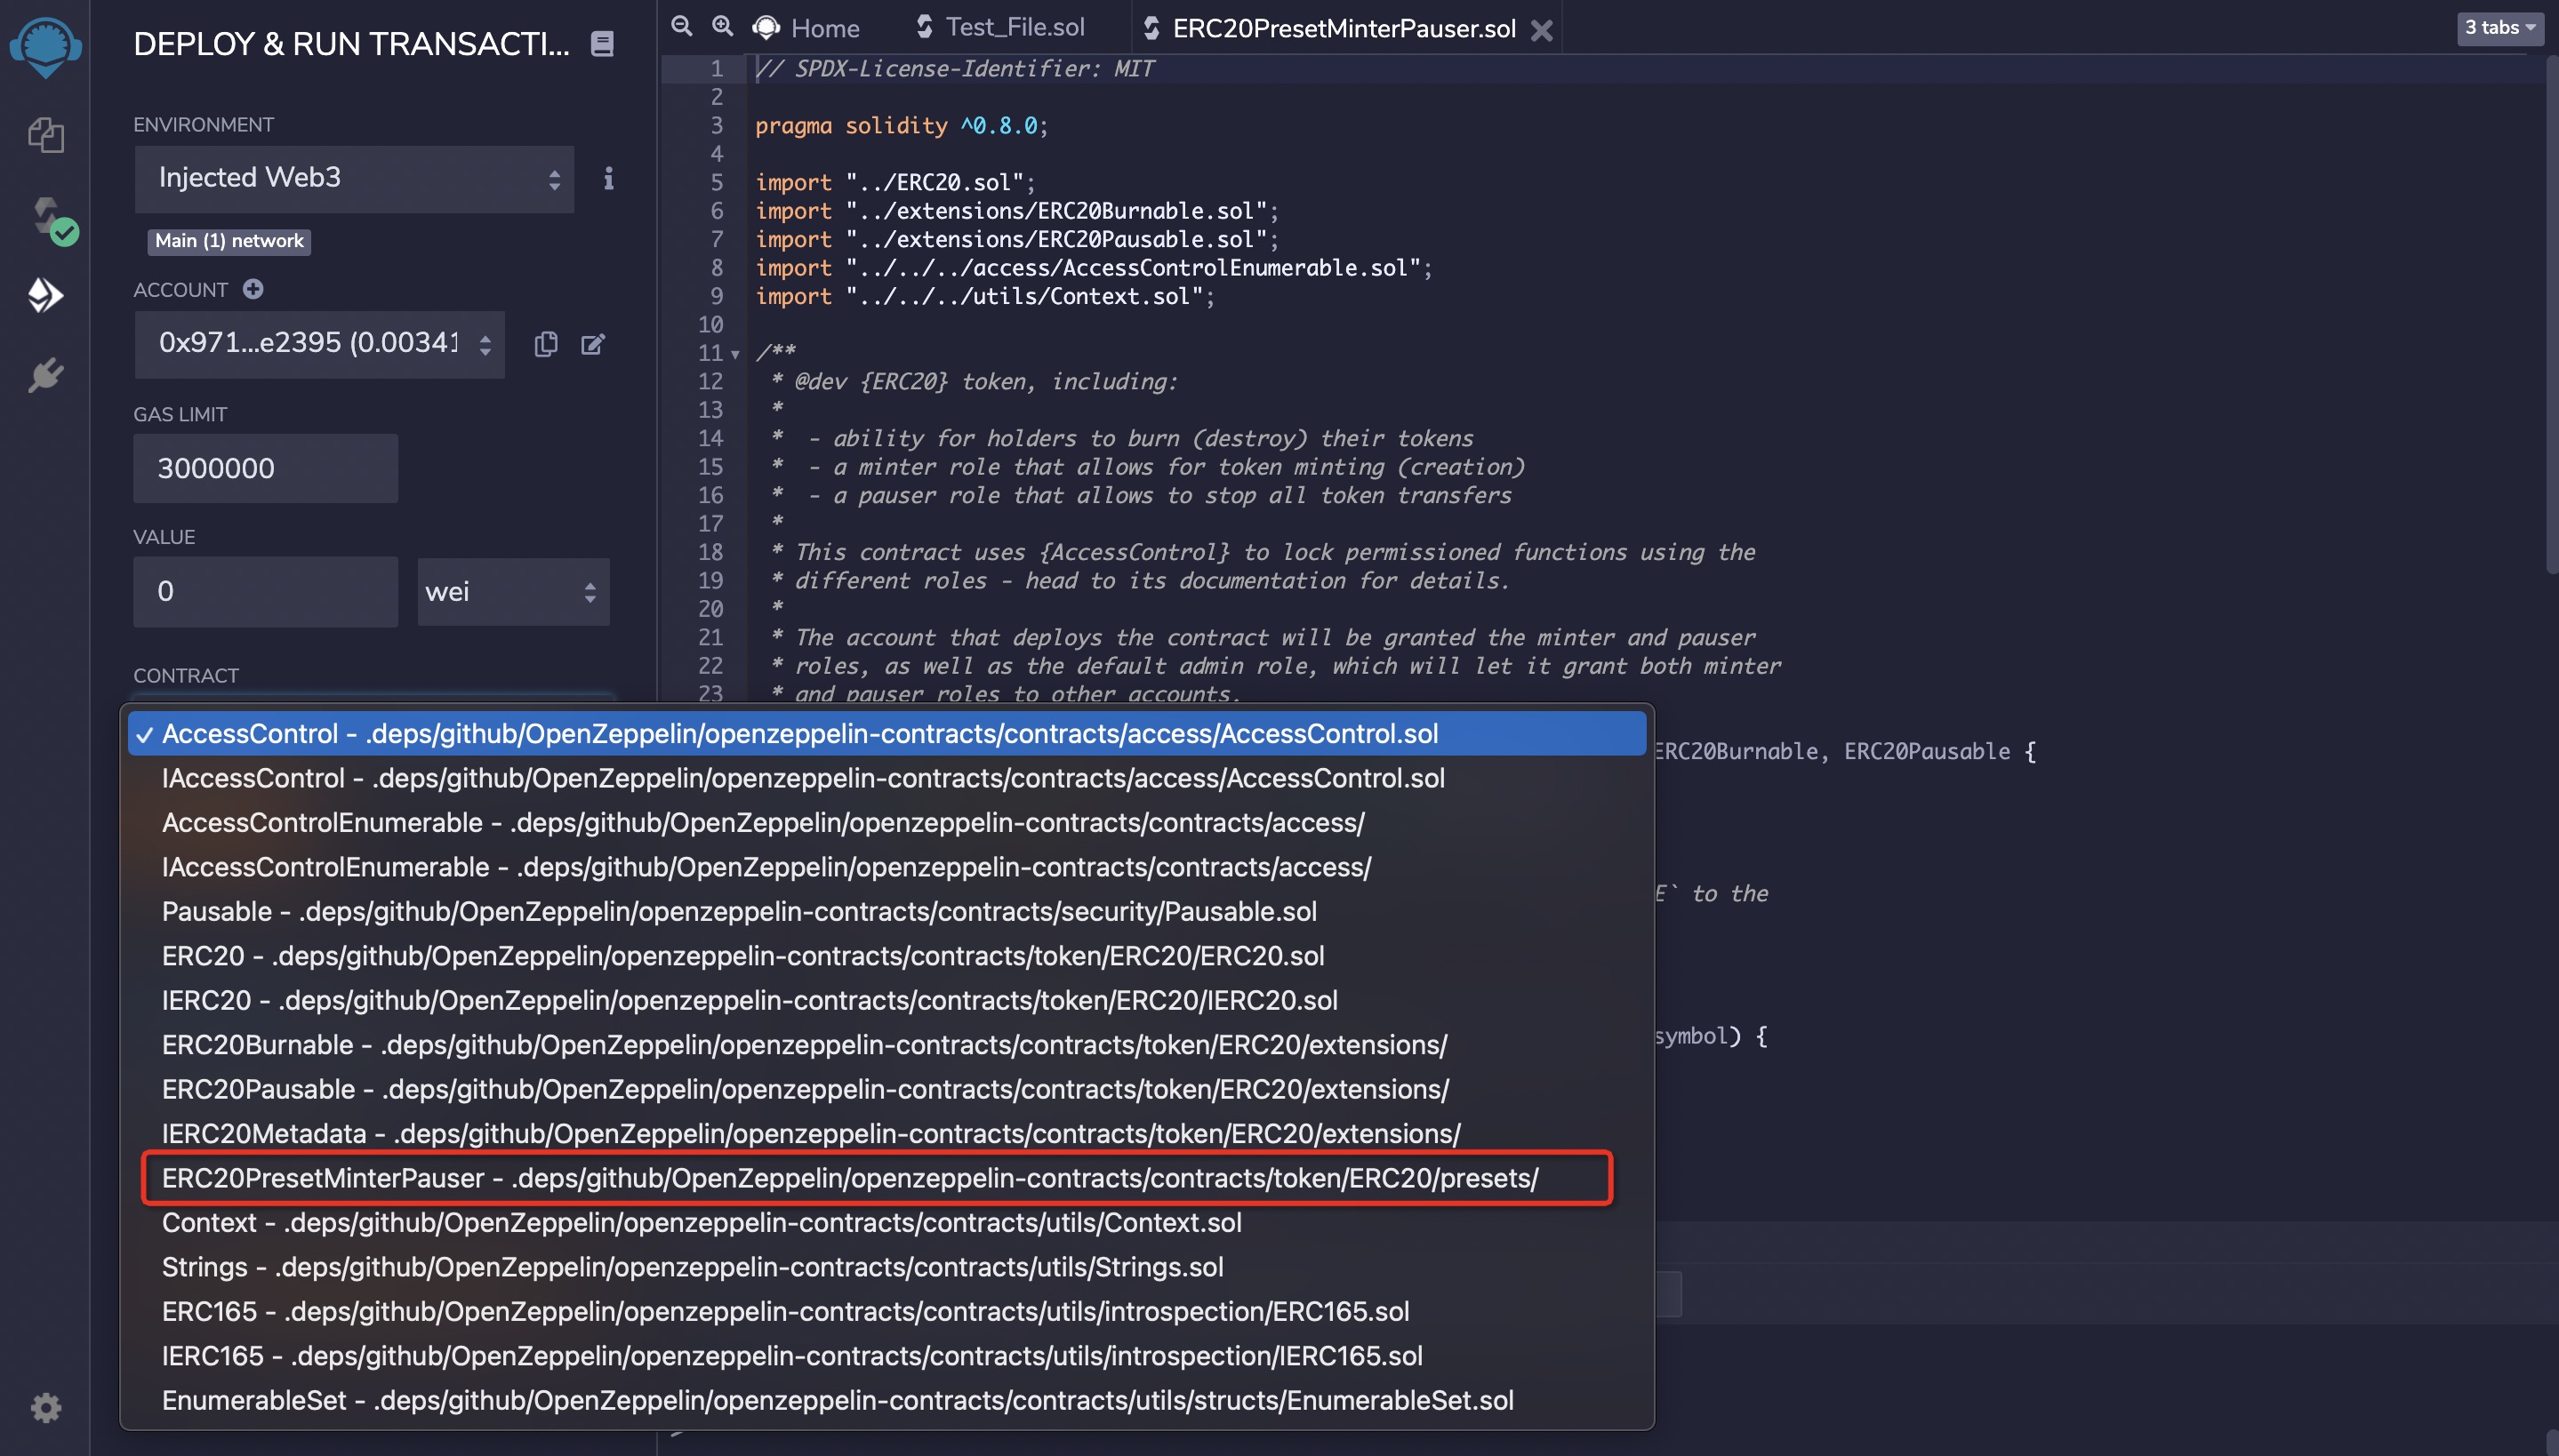 DEPLOY & RUN TRANSACTI...
ENVIRONMENT
Injected Web3
Main (1) network
ACCOUNT
0x971...e2395 (0.00341
GAS LIMIT
3000000
VALUE
0
wei
CONTRACT
Home
Test_File.sol
ERC20PresetMinterPauser.sol
3 tabs
1 // SPDX-License-Identifier: MIT
2
3 pragma solidity ^0.8.0;
4
5 import "../ERC20.sol";
6 import "../extensions/ERC20Burnable.sol";
7 import "../extensions/ERC20Pausable.sol";
8 import "../../../access/AccessControlEnumerable.sol";
9 import "../../../utils/Context.sol";
10
11 /**
12 * @dev {ERC20} token, including:
13 *
14 *  - ability for holders to burn (destroy) their tokens
15 *  - a minter role that allows for token minting (creation)
16 *  - a pauser role that allows to stop all token transfers
17 *
18 * This contract uses {AccessControl} to lock permissioned functions using the
19 * different roles - head to its documentation for details.
20 *
21 * The account that deploys the contract will be granted the minter and pauser
22 * roles, as well as the default admin role, which will let it grant both minter
23 * and pauser roles to other accounts.
ERC20Burnable, ERC20Pausable {
E` to the
symbol) {
✓ AccessControl - .deps/github/OpenZeppelin/openzeppelin-contracts/contracts/access/AccessControl.sol
IAccessControl - .deps/github/OpenZeppelin/openzeppelin-contracts/contracts/access/AccessControl.sol
AccessControlEnumerable - .deps/github/OpenZeppelin/openzeppelin-contracts/contracts/access/
IAccessControlEnumerable - .deps/github/OpenZeppelin/openzeppelin-contracts/contracts/access/
Pausable - .deps/github/OpenZeppelin/openzeppelin-contracts/contracts/security/Pausable.sol
ERC20 - .deps/github/OpenZeppelin/openzeppelin-contracts/contracts/token/ERC20/ERC20.sol
IERC20 - .deps/github/OpenZeppelin/openzeppelin-contracts/contracts/token/ERC20/IERC20.sol
ERC20Burnable - .deps/github/OpenZeppelin/openzeppelin-contracts/contracts/token/ERC20/extensions/
ERC20Pausable - .deps/github/OpenZeppelin/openzeppelin-contracts/contracts/token/ERC20/extensions/
IERC20Metadata - .deps/github/OpenZeppelin/openzeppelin-contracts/contracts/token/ERC20/extensions/
ERC20PresetMinterPauser - .deps/github/OpenZeppelin/openzeppelin-contracts/contracts/token/ERC20/presets/
Context - .deps/github/OpenZeppelin/openzeppelin-contracts/contracts/utils/Context.sol
Strings - .deps/github/OpenZeppelin/openzeppelin-contracts/contracts/utils/Strings.sol
ERC165 - .deps/github/OpenZeppelin/openzeppelin-contracts/contracts/utils/introspection/ERC165.sol
IERC165 - .deps/github/OpenZeppelin/openzeppelin-contracts/contracts/utils/introspection/IERC165.sol
EnumerableSet - .deps/github/OpenZeppelin/openzeppelin-contracts/contracts/utils/structs/EnumerableSet.sol